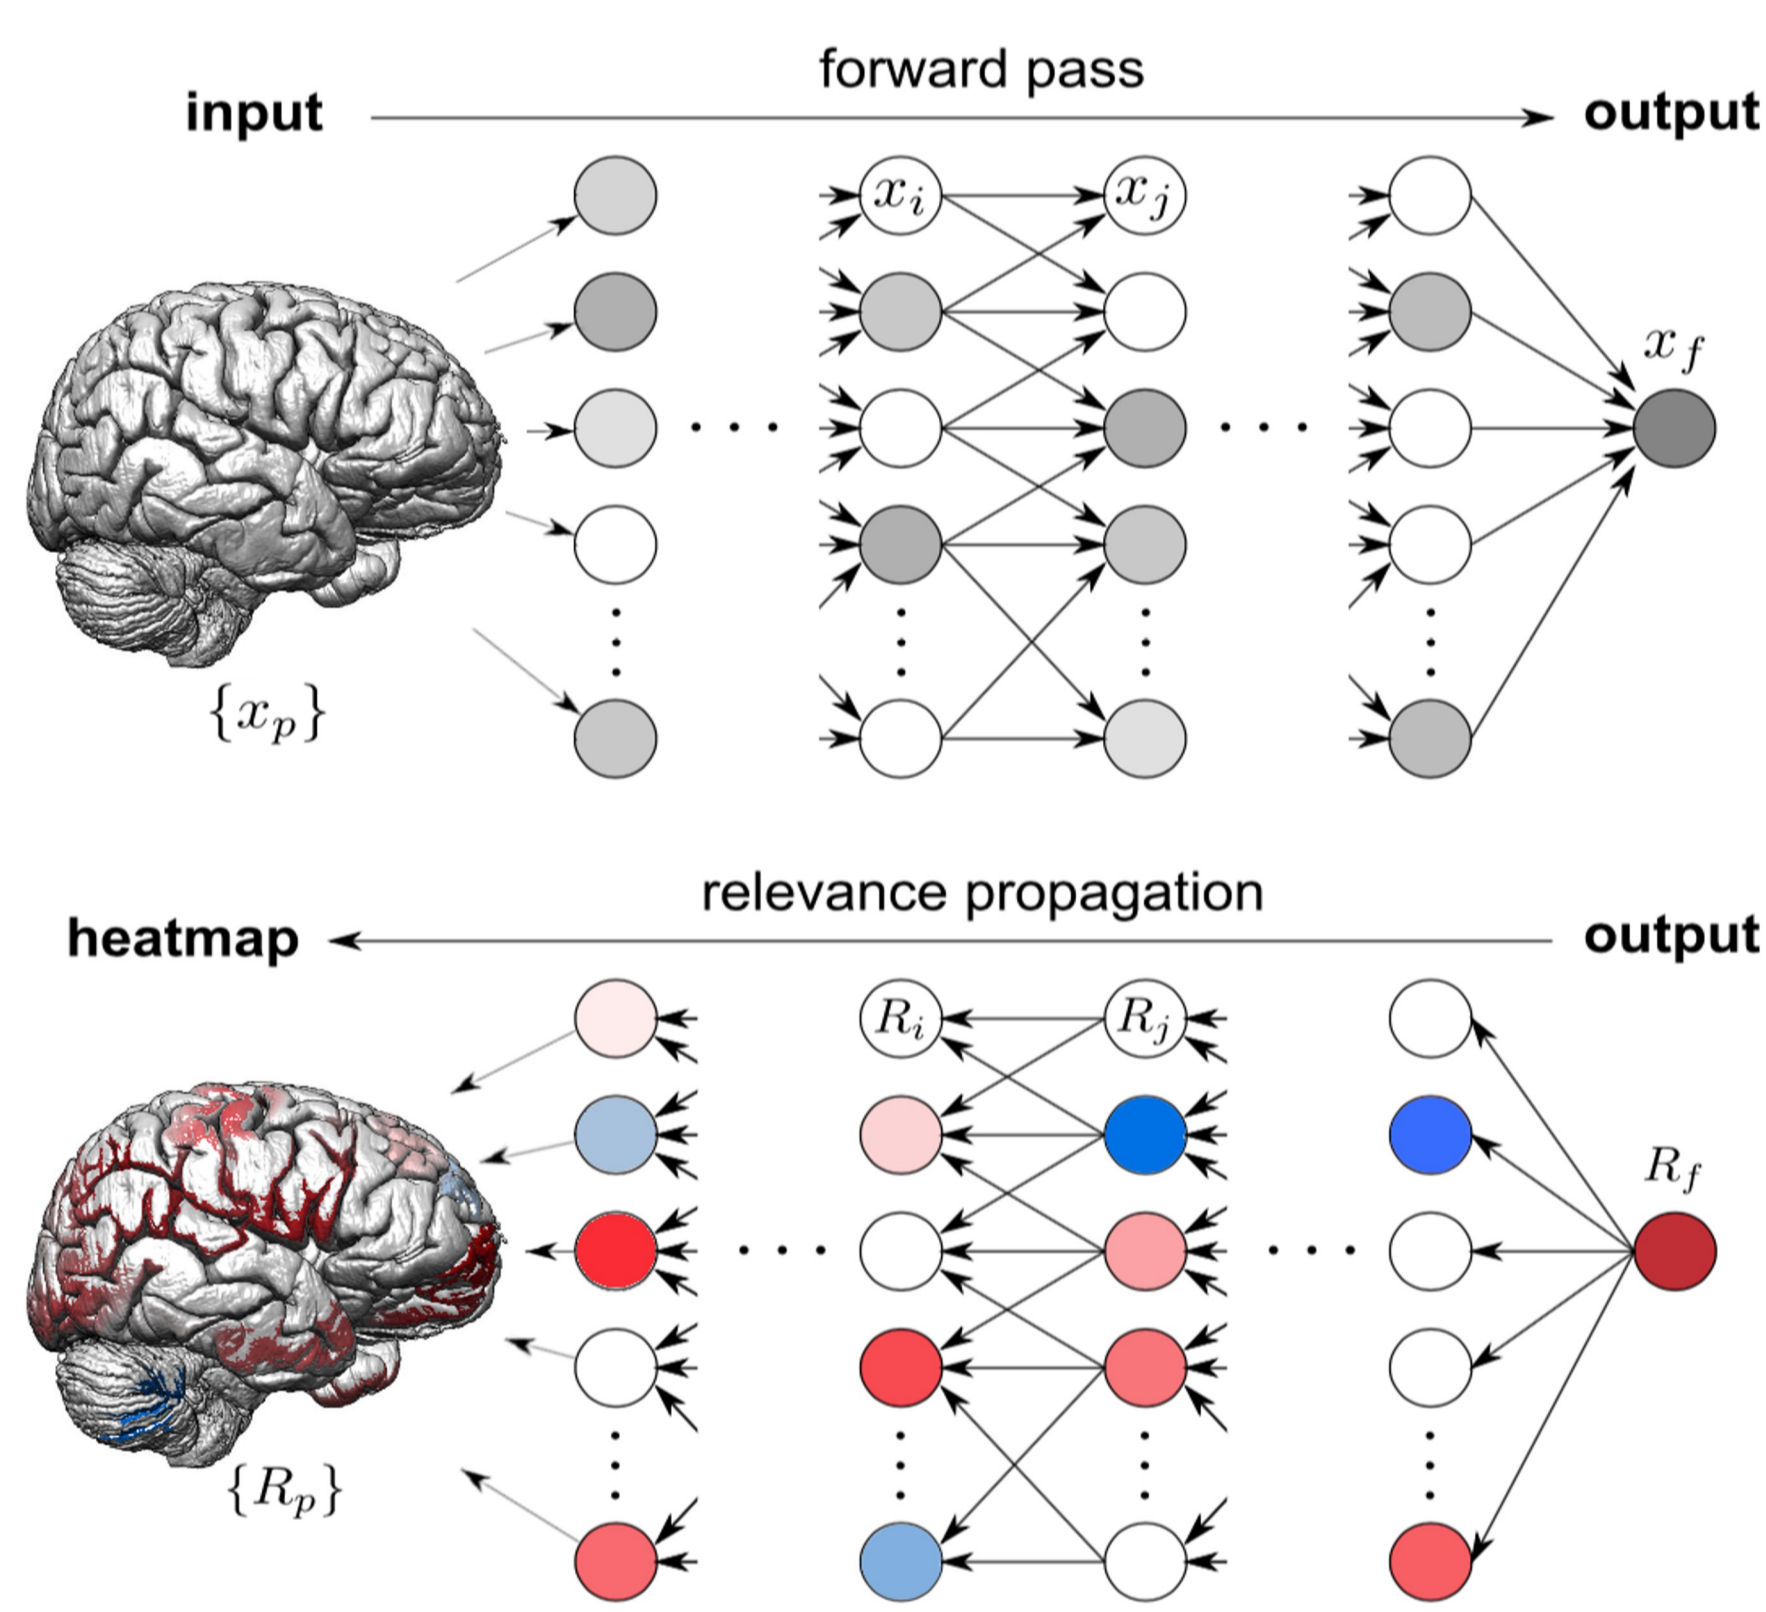 forward pass
input output
x_i x_j
x_f
{x_p}
relevance propagation
heatmap output
R_i R_j
R_f
{R_p}